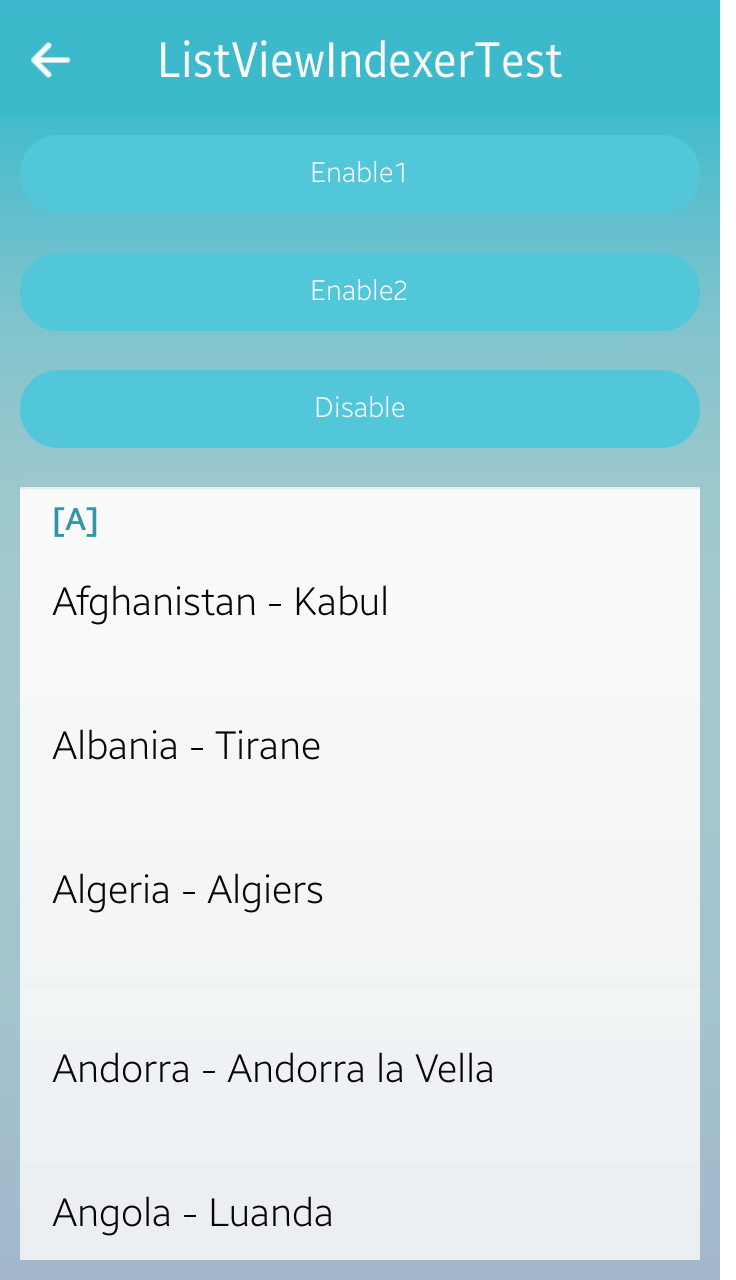 ListViewIndexerTest
Enable1
Enable2
Disable
[A]
Afghanistan - Kabul
Albania - Tirane
Algeria - Algiers
Andorra - Andorra la Vella
Angola - Luanda